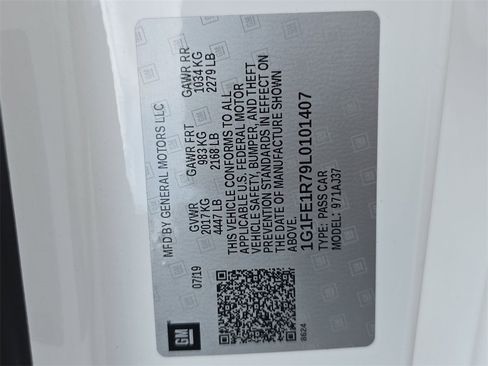 MFD BY GENERAL MOTORS LLC
07/19
GVWR
2017 KG
4447 LB
GAWR FRT
983 KG
2168 LB
GAWR RR
1034 KG
2279 LB
THIS VEHICLE CONFORMS TO ALL
APPLICABLE U.S. FEDERAL MOTOR
VEHICLE SAFETY, BUMPER, AND THEFT
PREVENTION STANDARDS IN EFFECT ON
THE DATE OF MANUFACTURE SHOWN
ABOVE.
1G1FE1R79L0101407
TYPE: PASS CAR
MODEL: 971AJ37
GM
8624